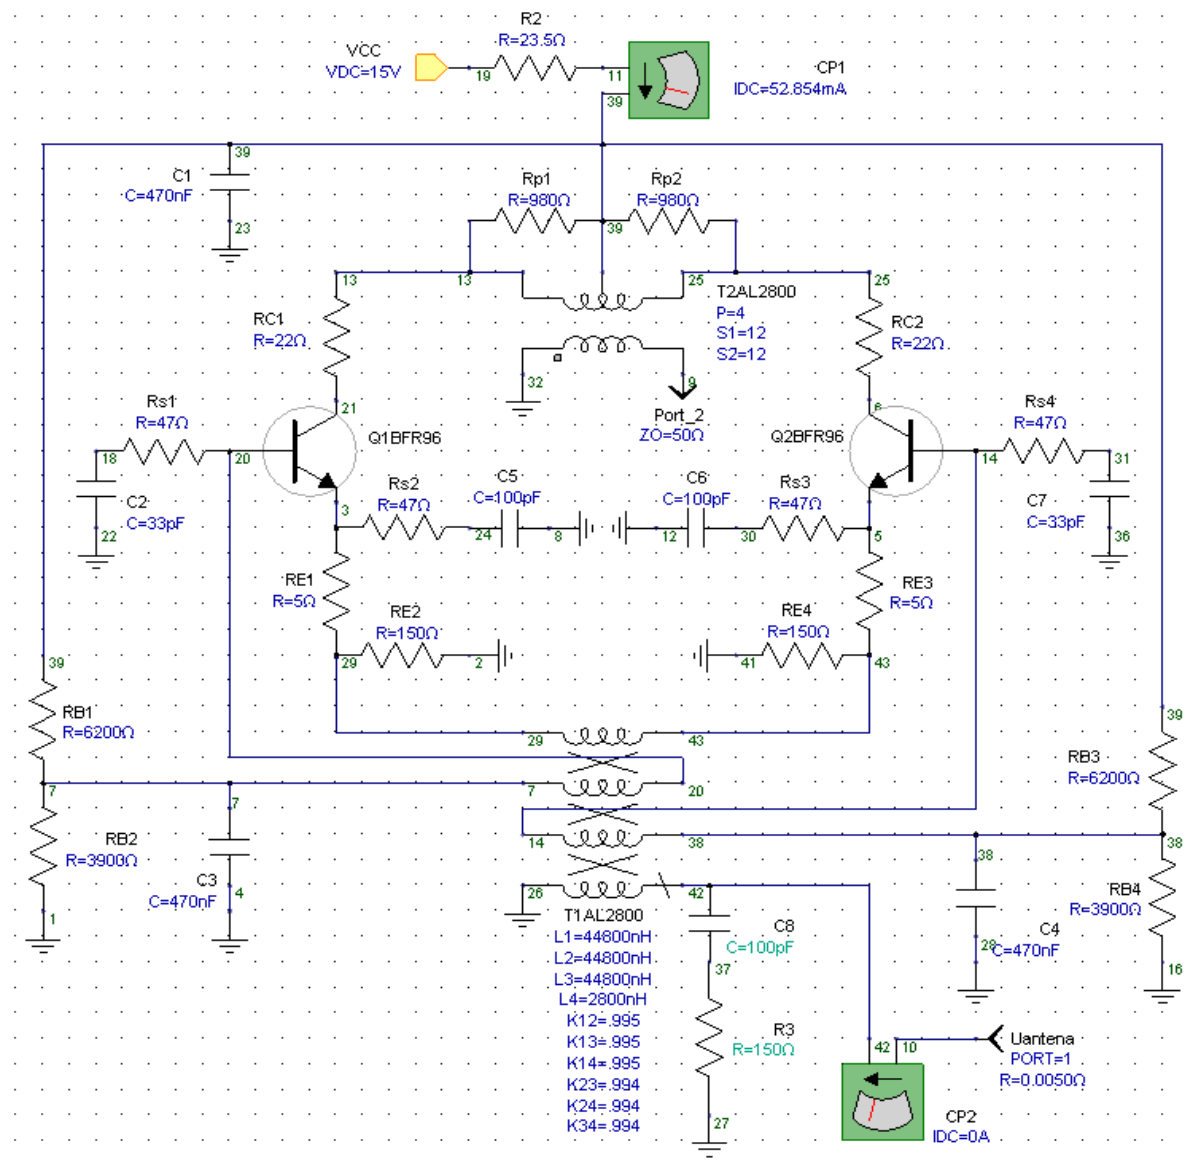 R2
R=23.5Ω
VCC
VDC=15V
19
11
CP1
IDC=52.854mA
39
39
C1
C=470nF
23
Rp1
R=980Ω
Rp2
R=980Ω
39
13
13
25
25
T2AL2800
P=4
S1=12
S2=12
RC1
R=22Ω
RC2
R=22Ω
32
9
Port_2
ZO=50Ω
21
6
Rs1
R=47Ω
Q1BFR96
Q2BFR96
Rs4
R=47Ω
18
20
14
31
C2
C=33pF
22
C7
C=33pF
36
3
Rs2
R=47Ω
C5
C=100pF
C6
C=100pF
Rs3
R=47Ω
24
8
12
30
5
RE1
R=5Ω
RE3
R=5Ω
RE2
R=150Ω
RE4
R=150Ω
29
2
41
43
39
39
RB1
R=6200Ω
RB3
R=6200Ω
29
43
7
7
7
20
14
38
38
38
RB2
R=3900Ω
C3
C=470nF
4
1
26
42
T1AL2800
L1=44800nH
L2=44800nH
L3=44800nH
L4=2800nH
K12=.995
K13=.995
K14=.995
K23=.994
K24=.994
K34=.994
C8
C=100pF
37
R3
R=150Ω
27
C4
C=470nF
28
RB4
R=3900Ω
16
42
10
Uantena
PORT=1
R=0.0050Ω
CP2
IDC=0A